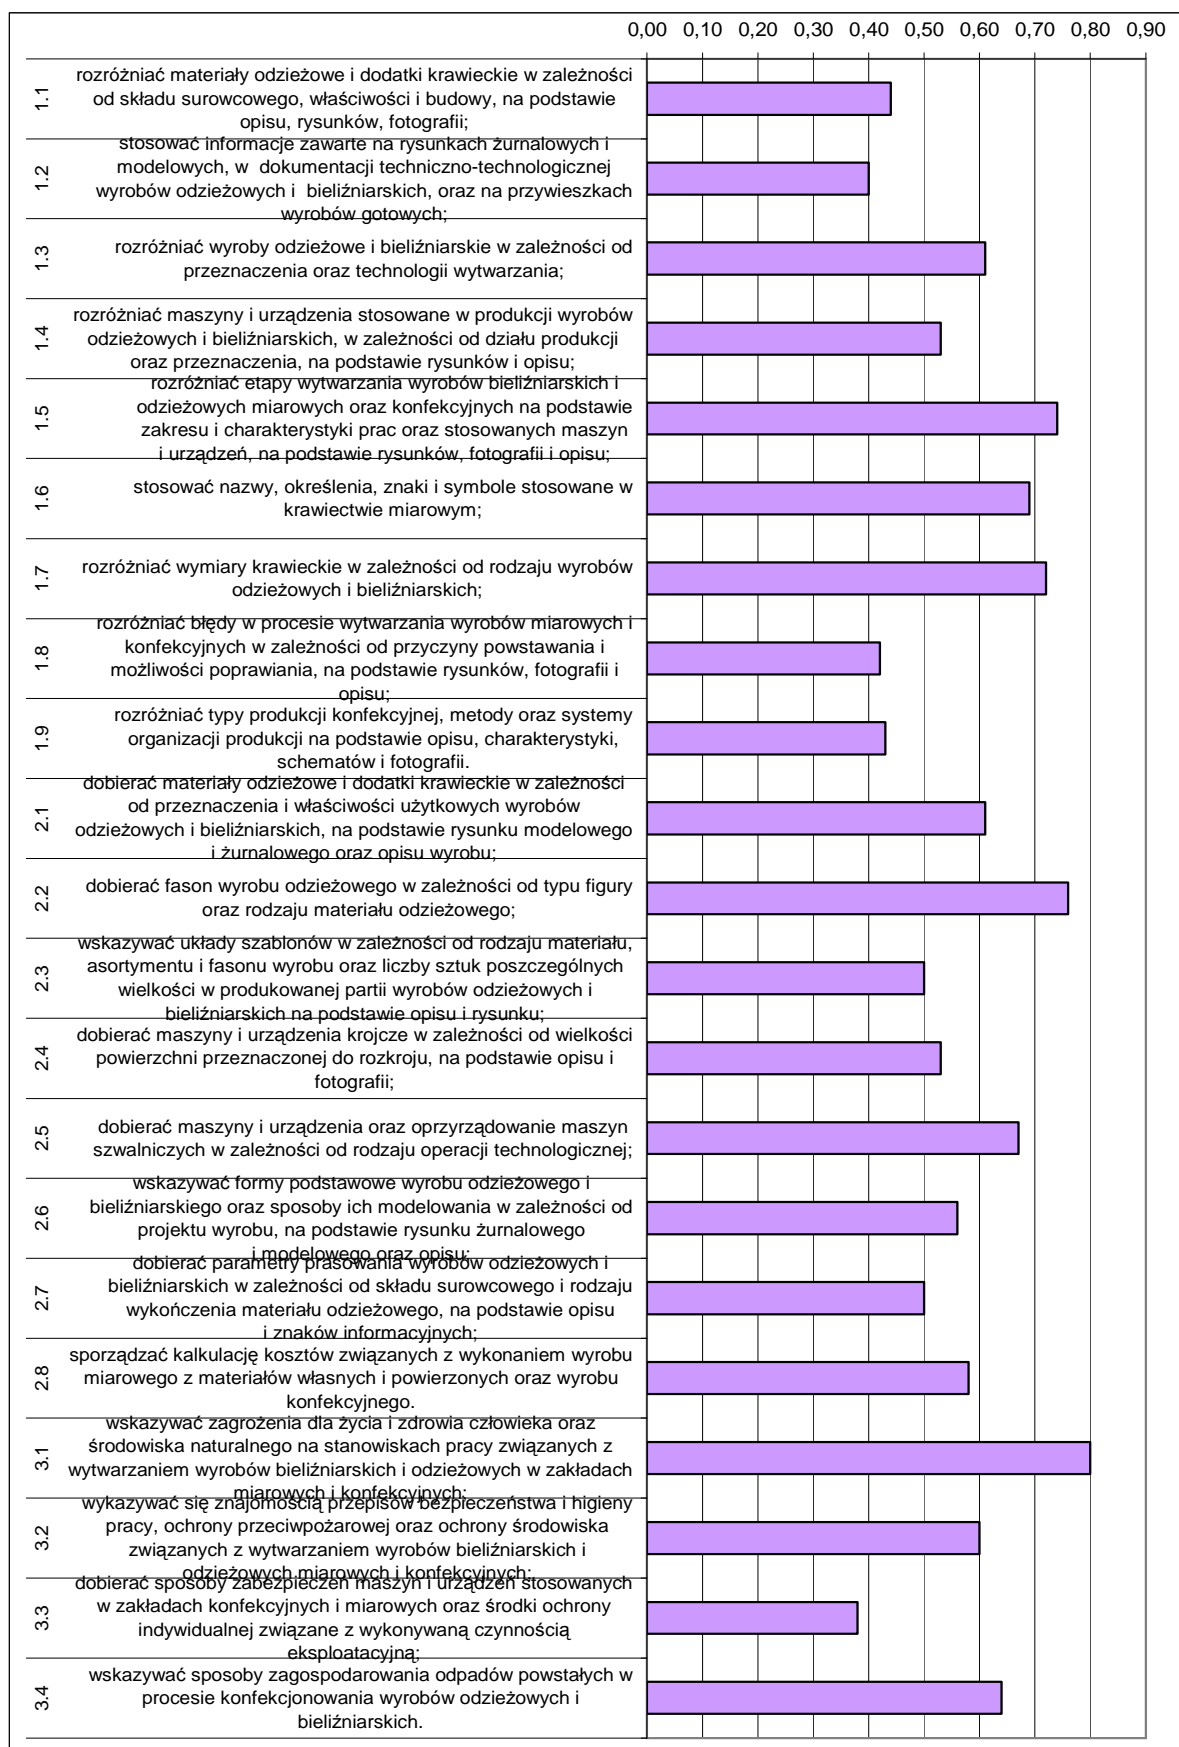 0,00 0,10 0,20 0,30 0,40 0,50 0,60 0,70 0,80 0,90
1.1
rozróżniać materiały odzieżowe i dodatki krawieckie w zależności
od składu surowcowego, właściwości i budowy, na podstawie
opisu, rysunków, fotografii;
1.2
stosować informacje zawarte na rysunkach żurnalowych i
modelowych, w dokumentacji techniczno-technologicznej
wyrobów odzieżowych i bieliźniarskich, oraz na przywieszkach
wyrobów gotowych;
1.3
rozróżniać wyroby odzieżowe i bieliźniarskie w zależności od
przeznaczenia oraz technologii wytwarzania;
1.4
rozróżniać maszyny i urządzenia stosowane w produkcji wyrobów
odzieżowych i bieliźniarskich, w zależności od działu produkcji
oraz przeznaczenia, na podstawie rysunków i opisu;
1.5
rozróżniać etapy wytwarzania wyrobów bieliźniarskich i
odzieżowych miarowych oraz konfekcyjnych na podstawie
zakresu i charakterystyki prac oraz stosowanych maszyn
i urządzeń, na podstawie rysunków, fotografii i opisu;
1.6
stosować nazwy, określenia, znaki i symbole stosowane w
krawiectwie miarowym;
1.7
rozróżniać wymiary krawieckie w zależności od rodzaju wyrobów
odzieżowych i bieliźniarskich;
1.8
rozróżniać błędy w procesie wytwarzania wyrobów miarowych i
konfekcyjnych w zależności od przyczyny powstawania i
możliwości poprawiania, na podstawie rysunków, fotografii i
opisu;
1.9
rozróżniać typy produkcji konfekcyjnej, metody oraz systemy
organizacji produkcji na podstawie opisu, charakterystyki,
schematów i fotografii.
2.1
dobierać materiały odzieżowe i dodatki krawieckie w zależności
od przeznaczenia i właściwości użytkowych wyrobów
odzieżowych i bieliźniarskich, na podstawie rysunku modelowego
i żurnalowego oraz opisu wyrobu;
2.2
dobierać fason wyrobu odzieżowego w zależności od typu figury
oraz rodzaju materiału odzieżowego;
2.3
wskazywać układy szablonów w zależności od rodzaju materiału,
asortymentu i fasonu wyrobu oraz liczby sztuk poszczególnych
wielkości w produkowanej partii wyrobów odzieżowych i
bieliźniarskich na podstawie opisu i rysunku;
2.4
dobierać maszyny i urządzenia krojcze w zależności od wielkości
powierzchni przeznaczonej do rozkroju, na podstawie opisu i
fotografii;
2.5
dobierać maszyny i urządzenia oraz oprzyrządowanie maszyn
szwalniczych w zależności od rodzaju operacji technologicznej;
2.6
wskazywać formy podstawowe wyrobu odzieżowego i
bieliźniarskiego oraz sposoby ich modelowania w zależności od
projektu wyrobu, na podstawie rysunku żurnalowego
i modelowego oraz opisu;
2.7
dobierać parametry prasowania wyrobów odzieżowych i
bieliźniarskich w zależności od składu surowcowego i rodzaju
wykończenia materiału odzieżowego, na podstawie opisu
i znaków informacyjnych;
2.8
sporządzać kalkulację kosztów związanych z wykonaniem wyrobu
miarowego z materiałów własnych i powierzonych oraz wyrobu
konfekcyjnego.
3.1
wskazywać zagrożenia dla życia i zdrowia człowieka oraz
środowiska naturalnego na stanowiskach pracy związanych z
wytwarzaniem wyrobów bieliźniarskich i odzieżowych w zakładach
miarowych i konfekcyjnych;
3.2
wykazywać się znajomością przepisów bezpieczeństwa i higieny
pracy, ochrony przeciwpożarowej oraz ochrony środowiska
związanych z wytwarzaniem wyrobów bieliźniarskich i
odzieżowych miarowych i konfekcyjnych;
3.3
dobierać sposoby zabezpieczeń maszyn i urządzeń stosowanych
w zakładach konfekcyjnych i miarowych oraz środki ochrony
indywidualnej związane z wykonywaną czynnością
eksploatacyjną;
3.4
wskazywać sposoby zagospodarowania odpadów powstałych w
procesie konfekcjonowania wyrobów odzieżowych i
bieliźniarskich.